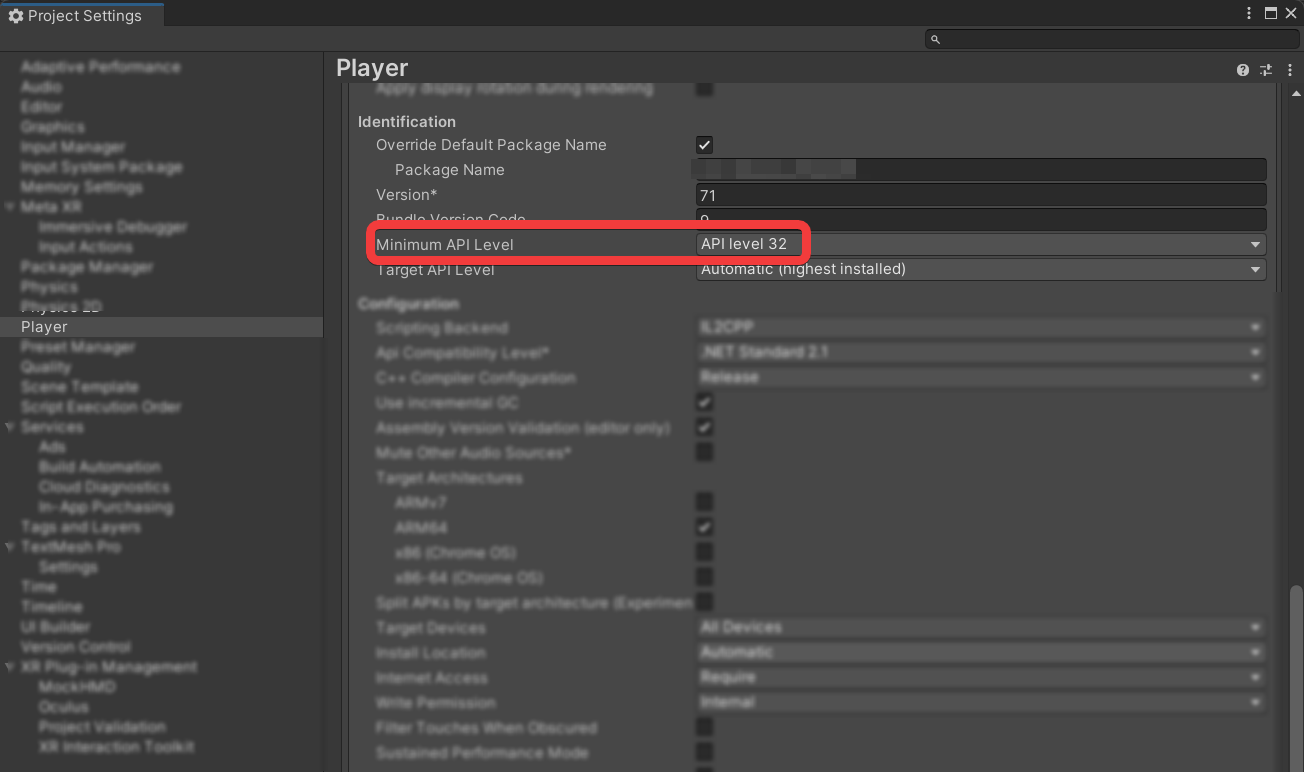 Project Settings
Player
Adaptive Performance
Audio
Editor
Graphics
Input Manager
Input System Package
Memory Settings
Meta XR
Immersive Debugger
Input Actions
Package Manager
Physics
Physics 2D
Player
Preset Manager
Quality
Scene Template
Script Execution Order
Services
Ads
Build Automation
Cloud Diagnostics
In-App Purchasing
Tags and Layers
TextMesh Pro
Settings
Time
Timeline
UI Builder
Version Control
XR Plug-in Management
MockHMD
Oculus
Project Validation
XR Interaction Toolkit
Apply display rotation during rendering
Identification
Override Default Package Name
Package Name
Version* 71
Bundle Version Code
Minimum API Level API level 32
Target API Level Automatic (highest installed)
Configuration
Scripting Backend IL2CPP
Api Compatibility Level* .NET Standard 2.1
C++ Compiler Configuration Release
Use incremental GC
Assembly Version Validation (editor only)
Mute Other Audio Sources*
Target Architectures
ARMv7
ARM64
x86 (Chrome OS)
x86-64 (Chrome OS)
Split APKs by target architecture (Experimen
Target Devices All Devices
Install Location Automatic
Internet Access Require
Write Permission Internal
Filter Touches When Obscured
Sustained Performance Mode